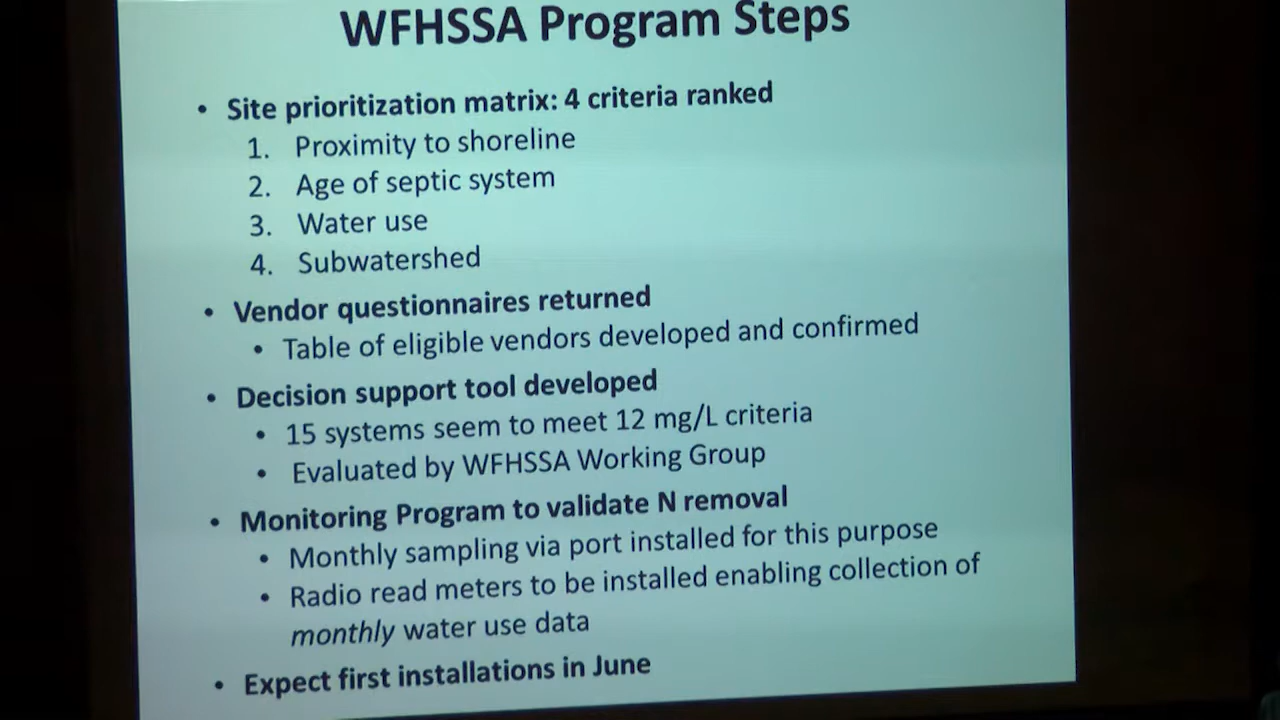 WFHSSA Program Steps
• Site prioritization matrix: 4 criteria ranked
1. Proximity to shoreline
2. Age of septic system
3. Water use
4. Subwatershed
• Vendor questionnaires returned
• Table of eligible vendors developed and confirmed
• Decision support tool developed
• 15 systems seem to meet 12 mg/L criteria
• Evaluated by WFHSSA Working Group
• Monitoring Program to validate N removal
• Monthly sampling via port installed for this purpose
• Radio read meters to be installed enabling collection of
monthly water use data
• Expect first installations in June